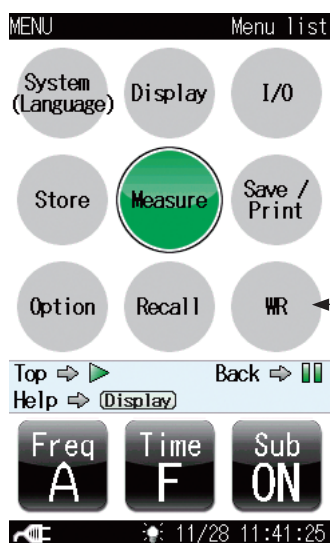 MENU Menu list
System Display I/O
(Language)
Store Measure Save /
Print
Option Recall WR
Top ⇨ ▷ Back ⇨ ▯▯
Help ⇨ (Display)
Freq Time Sub
A F ON
11/28 11:41:25